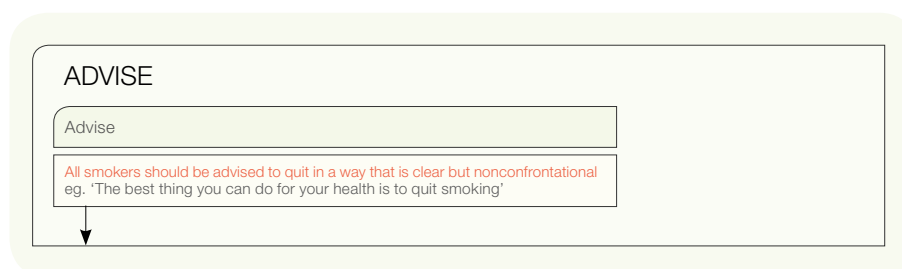 ADVISE
Advise
All smokers should be advised to quit in a way that is clear but nonconfrontational
eg. ‘The best thing you can do for your health is to quit smoking’